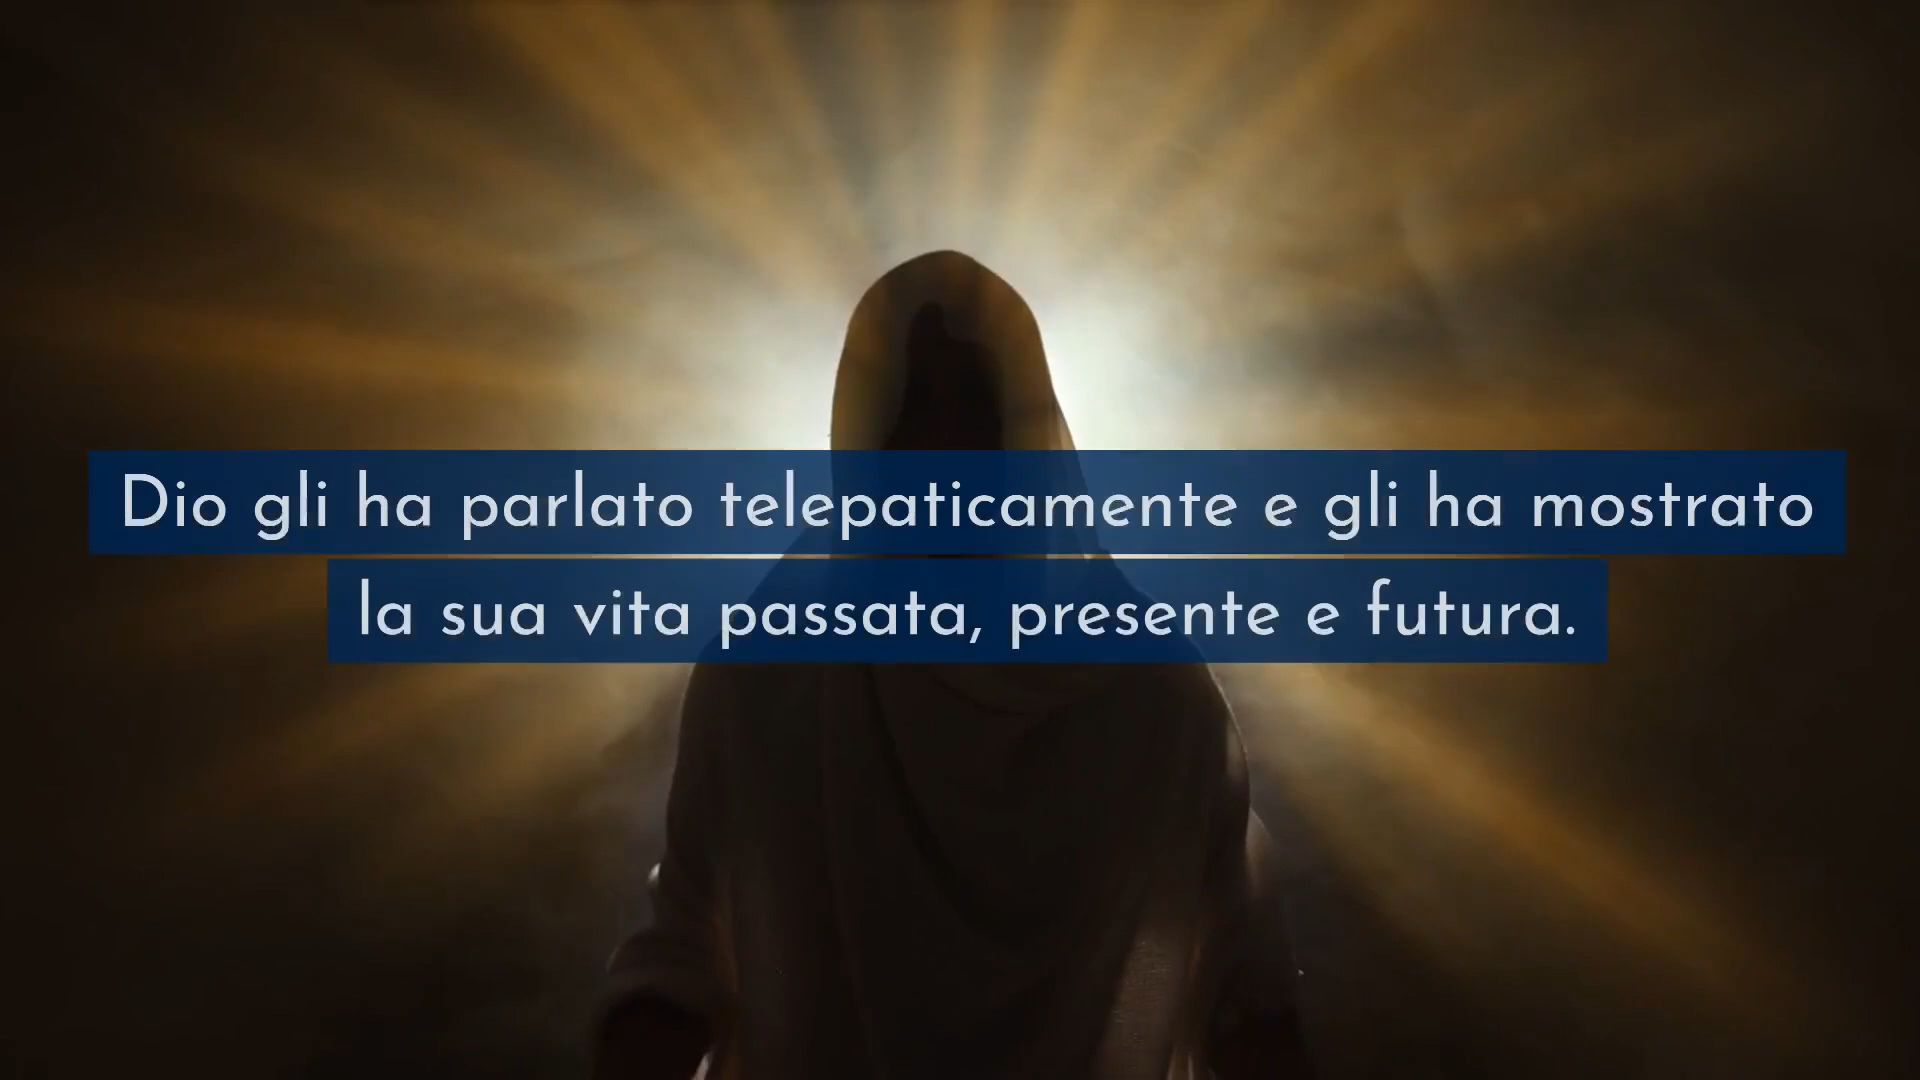 Dio gli ha parlato telepaticamente e gli ha mostrato
la sua vita passata, presente e futura.